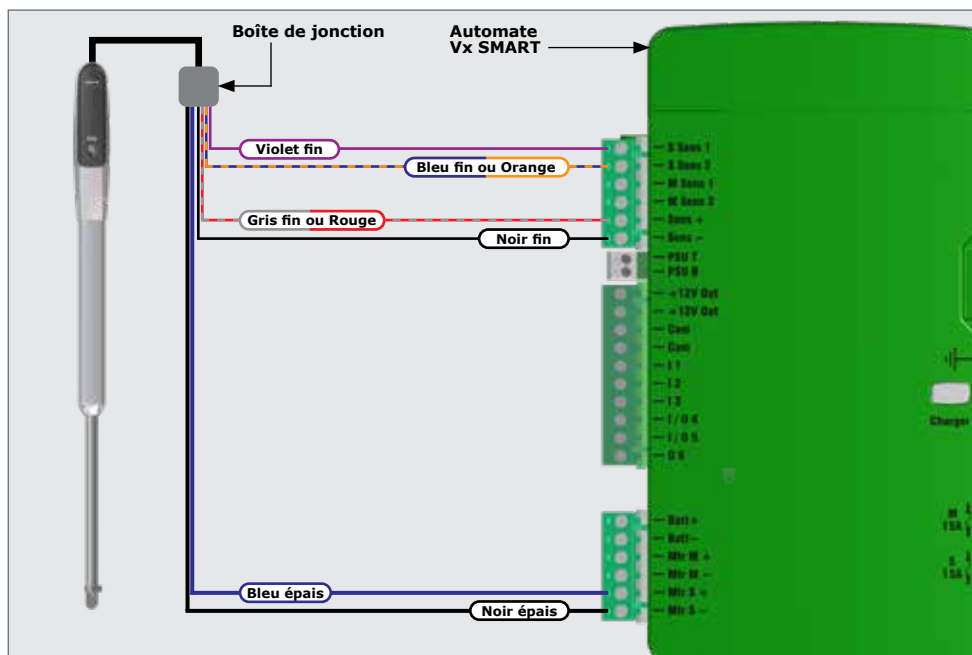 Boîte de jonction
Automate
Vx SMART
Violet fin
Bleu fin ou Orange
Gris fin ou Rouge
Noir fin
S Sens 1
S Sens 2
M Sens 1
M Sens 2
Sens +
Sens –
PSU T
PSU N
+12V Out
+12V Out
Com
Com
I 1
I 2
I 3
I / O 4
I / O 5
O 6
Charger
Batt+
Batt–
Mtr M +
Mtr M –
Mtr S +
Mtr S –
M
15A
S
15A
Bleu épais
Noir épais